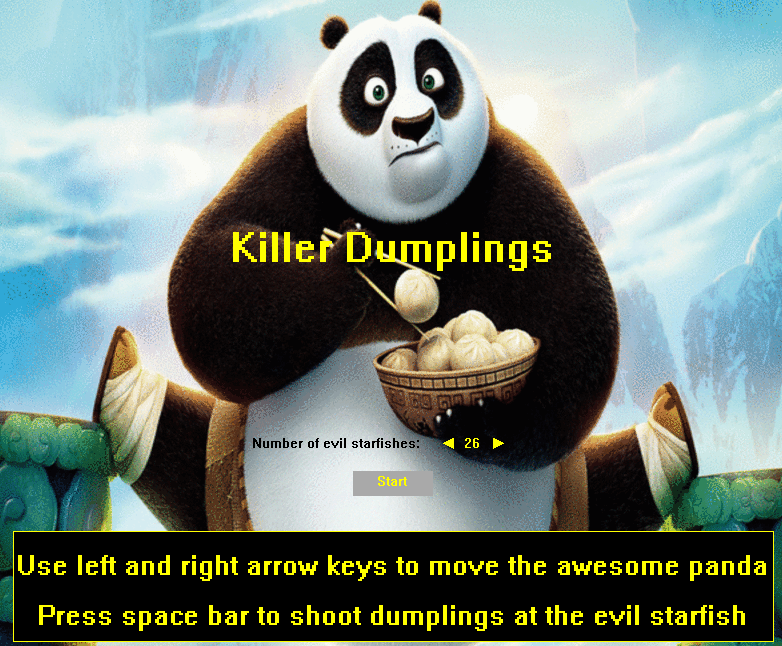 Killer Dumplings
Number of evil starfishes: ◀ 26 ▶
Start
Use left and right arrow keys to move the awesome panda
Press space bar to shoot dumplings at the evil starfish